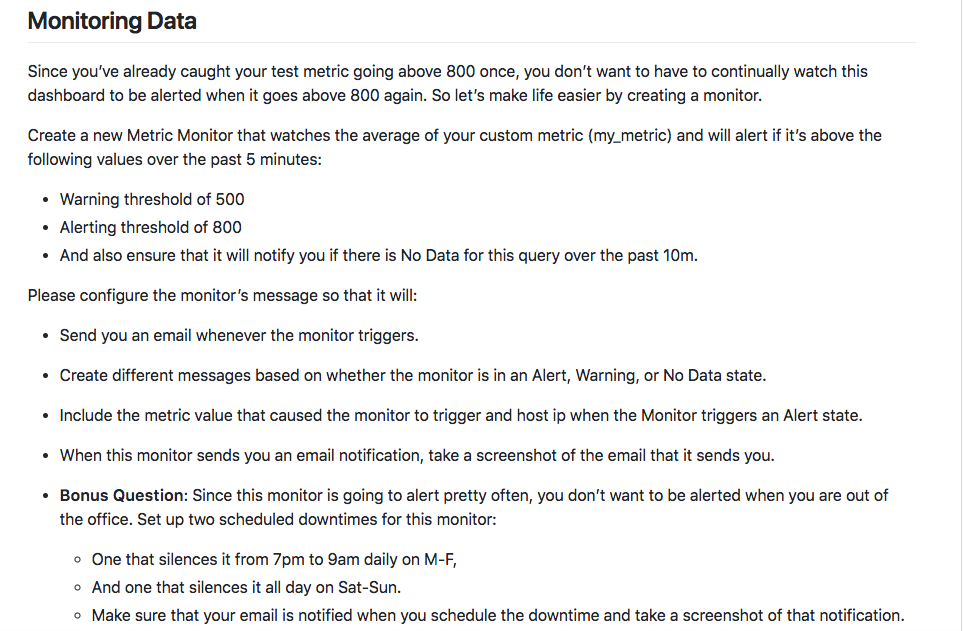 Monitoring Data
Since you’ve already caught your test metric going above 800 once, you don’t want to have to continually watch this
dashboard to be alerted when it goes above 800 again. So let’s make life easier by creating a monitor.
Create a new Metric Monitor that watches the average of your custom metric (my_metric) and will alert if it’s above the
following values over the past 5 minutes:
• Warning threshold of 500
• Alerting threshold of 800
• And also ensure that it will notify you if there is No Data for this query over the past 10m.
Please configure the monitor’s message so that it will:
• Send you an email whenever the monitor triggers.
• Create different messages based on whether the monitor is in an Alert, Warning, or No Data state.
• Include the metric value that caused the monitor to trigger and host ip when the Monitor triggers an Alert state.
• When this monitor sends you an email notification, take a screenshot of the email that it sends you.
• Bonus Question: Since this monitor is going to alert pretty often, you don’t want to be alerted when you are out of
the office. Set up two scheduled downtimes for this monitor:
◦ One that silences it from 7pm to 9am daily on M-F,
◦ And one that silences it all day on Sat-Sun.
◦ Make sure that your email is notified when you schedule the downtime and take a screenshot of that notification.